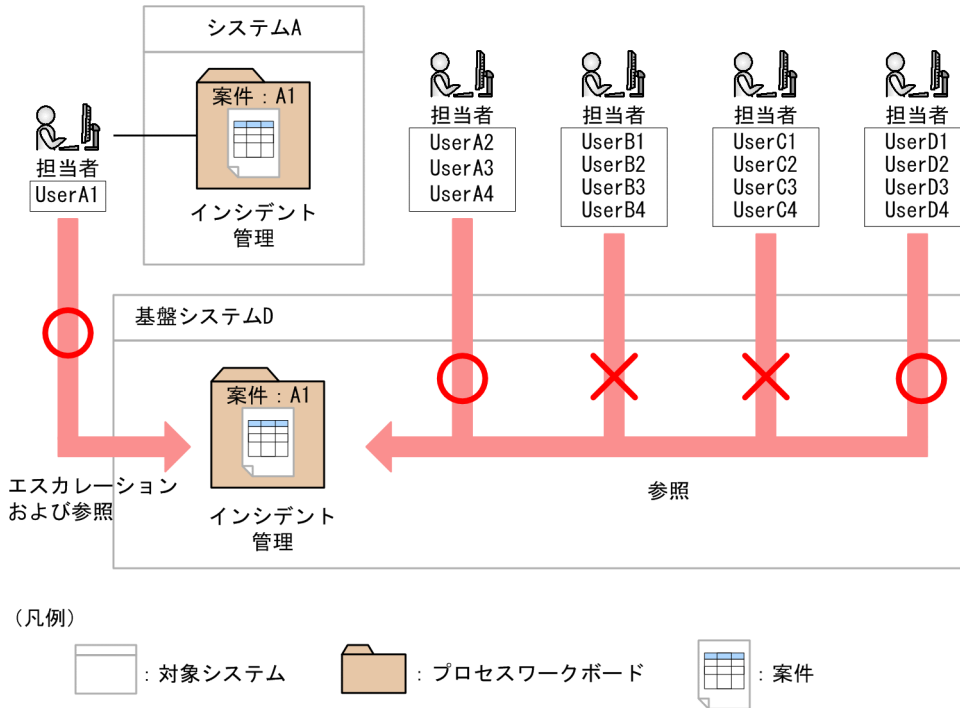 システムA
案件：A1
インシデント
管理
担当者
UserA1
担当者
UserA2
UserA3
UserA4
担当者
UserB1
UserB2
UserB3
UserB4
担当者
UserC1
UserC2
UserC3
UserC4
担当者
UserD1
UserD2
UserD3
UserD4
基盤システムD
案件：A1
インシデント
管理
エスカレーション
および参照
参照
(凡例)
：対象システム
：プロセスワークボード
：案件